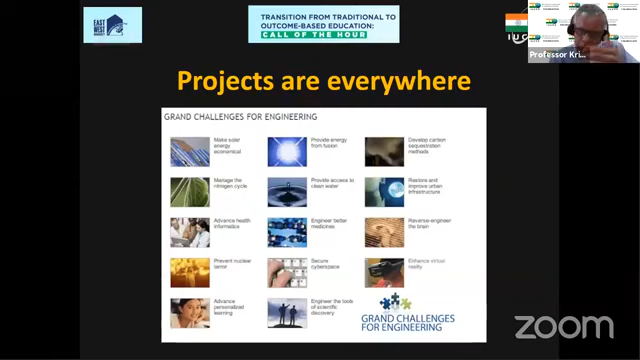 EAST
WEST
UNIVERSITY
TRANSITION FROM TRADITIONAL TO
OUTCOME-BASED EDUCATION:
CALL OF THE HOUR
IUC
Professor Kri...
Projects are everywhere
GRAND CHALLENGES FOR ENGINEERING
Make solar
energy
economical
Provide energy
from fusion
Develop carbon
sequestration
methods
Manage the
nitrogen cycle
Provide access to
clean water
Restore and
improve urban
infrastructure
Advance health
informatics
Engineer better
medicines
Reverse-engineer
the brain
Prevent nuclear
terror
Secure
cyberspace
Enhance virtual
reality
Advance
personalized
learning
Engineer the tools
of scientific
discovery
GRAND CHALLENGES
FOR ENGINEERING
zoom